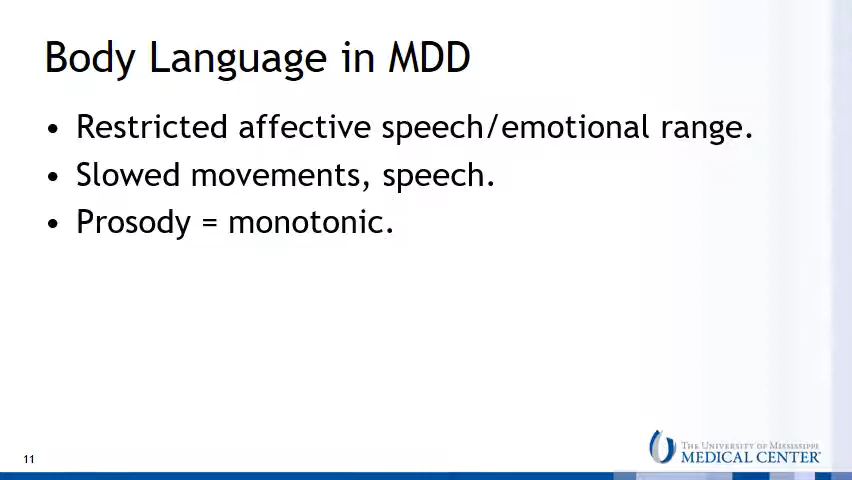 Body Language in MDD
• Restricted affective speech/emotional range.
• Slowed movements, speech.
• Prosody = monotonic.
11
THE UNIVERSITY OF MISSISSIPPI
MEDICAL CENTER